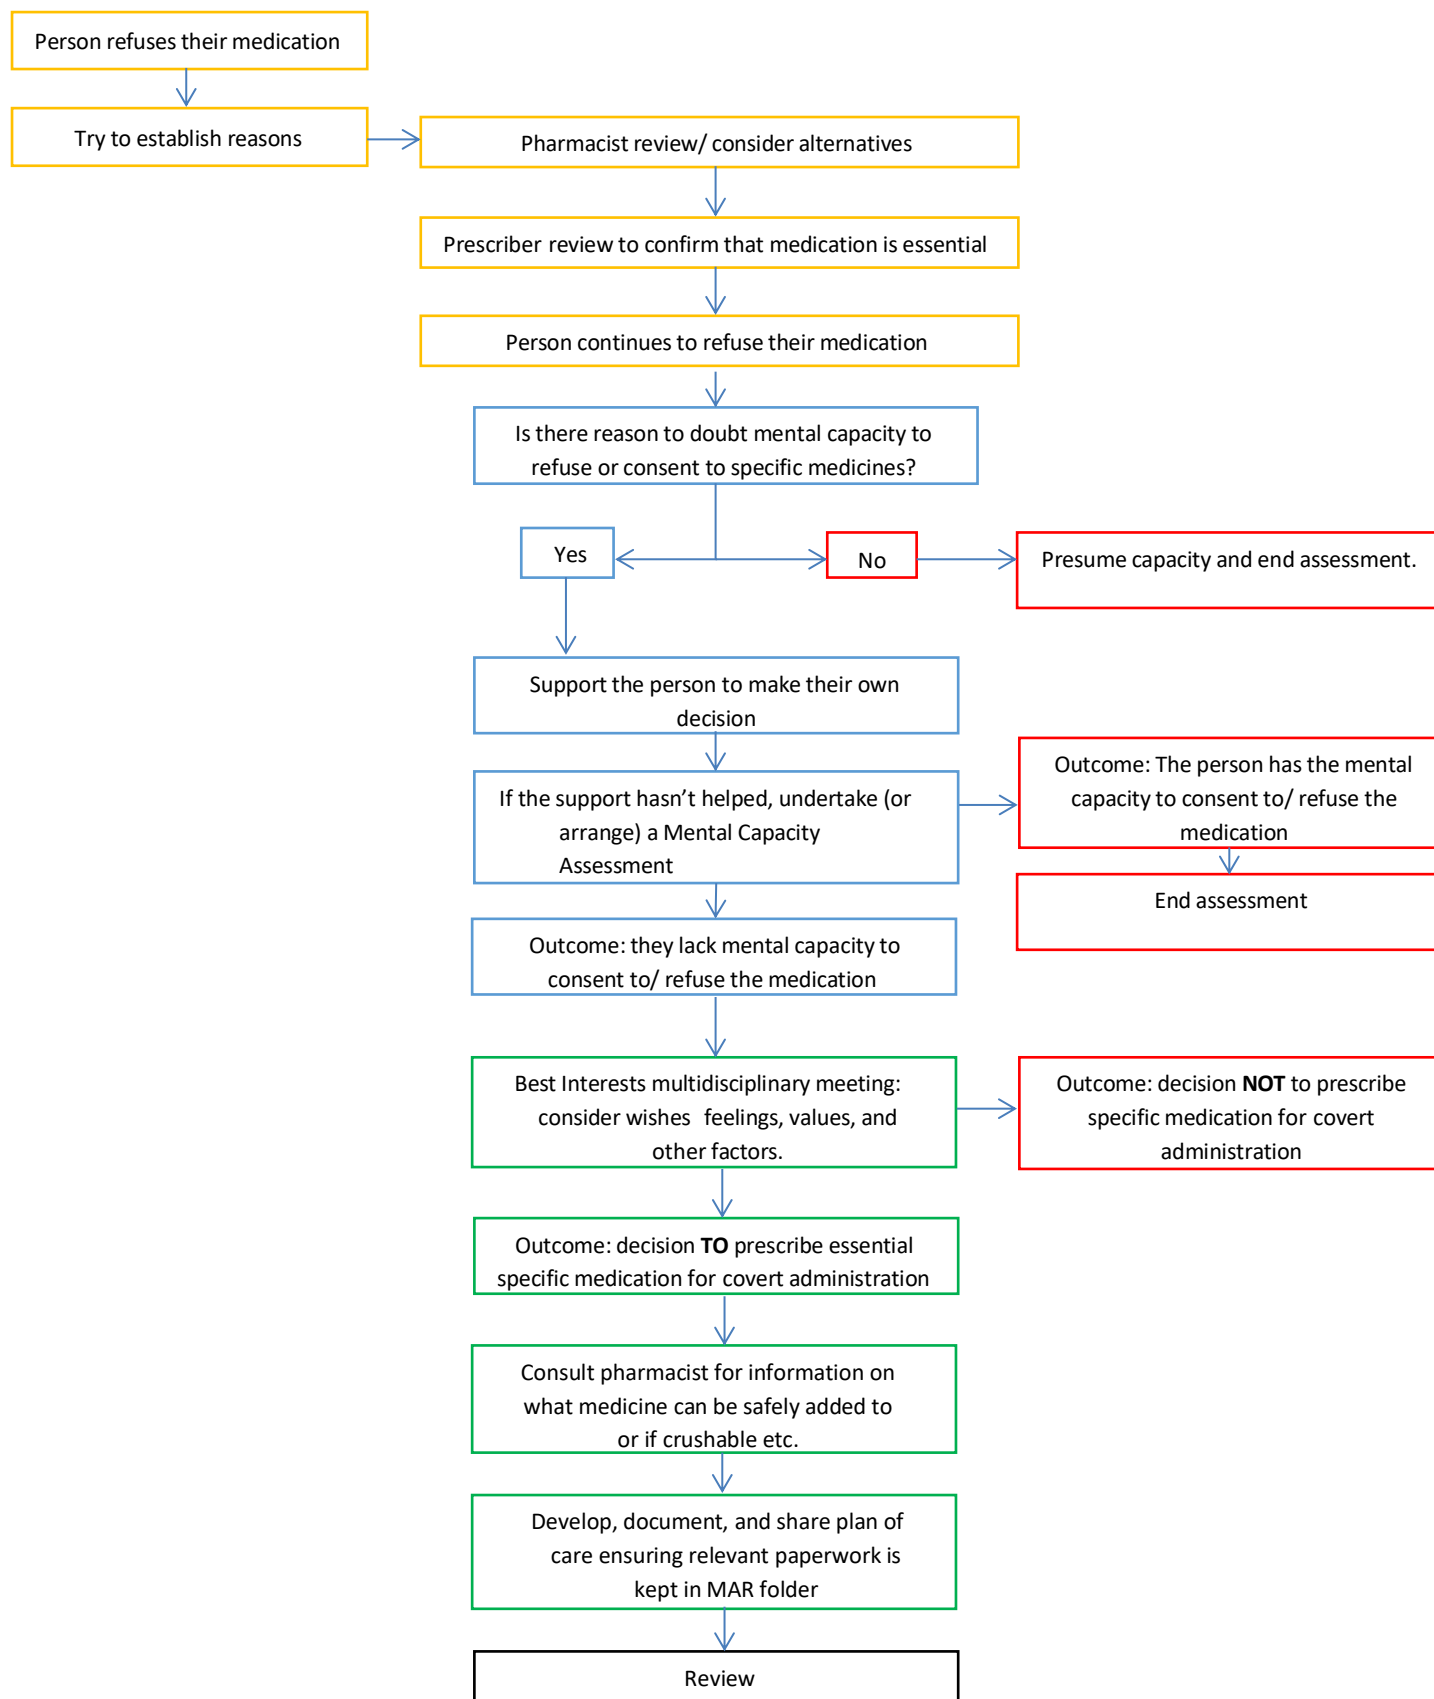 Person refuses their medication
Try to establish reasons
Pharmacist review/ consider alternatives
Prescriber review to confirm that medication is essential
Person continues to refuse their medication
Is there reason to doubt mental capacity to
refuse or consent to specific medicines?
Yes
No
Presume capacity and end assessment.
Support the person to make their own
decision
If the support hasn’t helped, undertake (or
arrange) a Mental Capacity
Assessment
Outcome: The person has the mental
capacity to consent to/ refuse the
medication
End assessment
Outcome: they lack mental capacity to
consent to/ refuse the medication
Best Interests multidisciplinary meeting:
consider wishes feelings, values, and
other factors.
Outcome: decision NOT to prescribe
specific medication for covert
administration
Outcome: decision TO prescribe essential
specific medication for covert administration
Consult pharmacist for information on
what medicine can be safely added to
or if crushable etc.
Develop, document, and share plan of
care ensuring relevant paperwork is
kept in MAR folder
Review